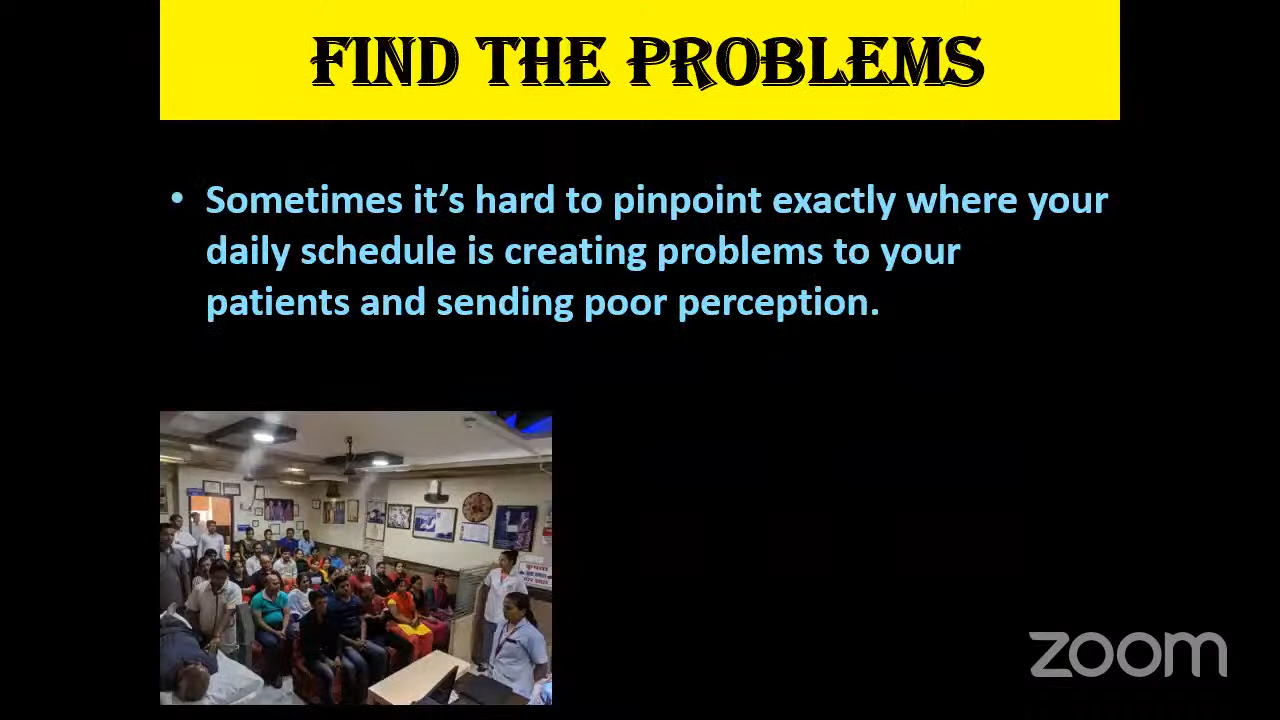 FIND THE PROBLEMS
• Sometimes it's hard to pinpoint exactly where your
daily schedule is creating problems to your
patients and sending poor perception.
कृपया
zoom